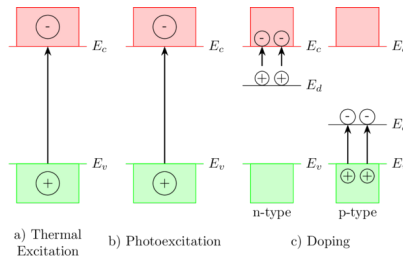 - - - - E_c E_c E_c
+ + E_d
- -
E_v E_v E_v
+ + + +
n-type p-type
a) Thermal
Excitation
b) Photoexcitation
c) Doping